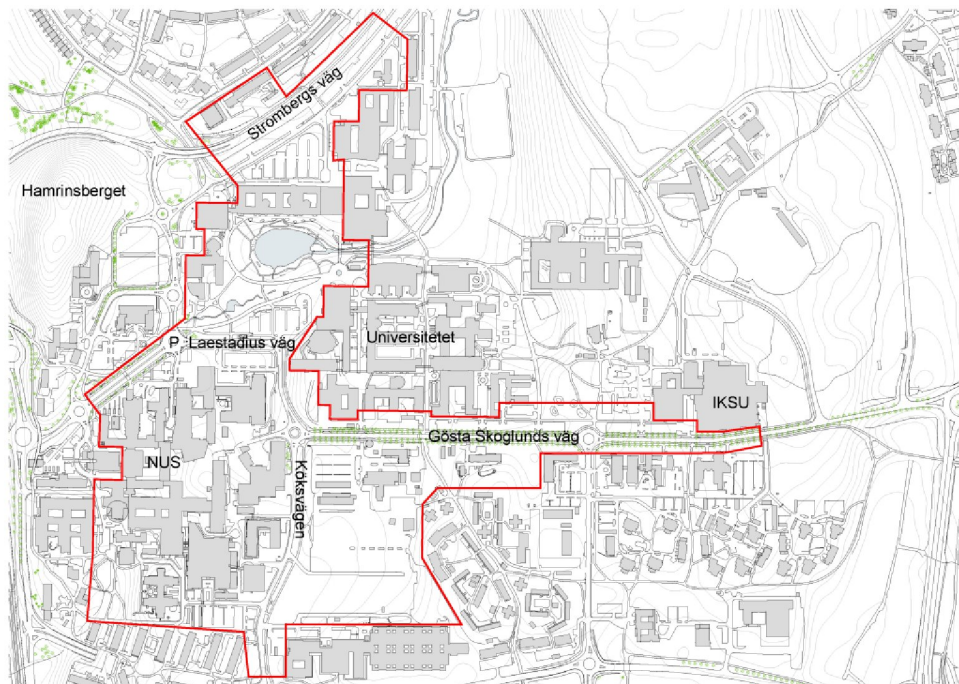 Strombergs väg
Hamrinsberget
P Laestadius väg
Universitetet
IKSU
Gösta Skoglunds väg
NUS
Köksvägen